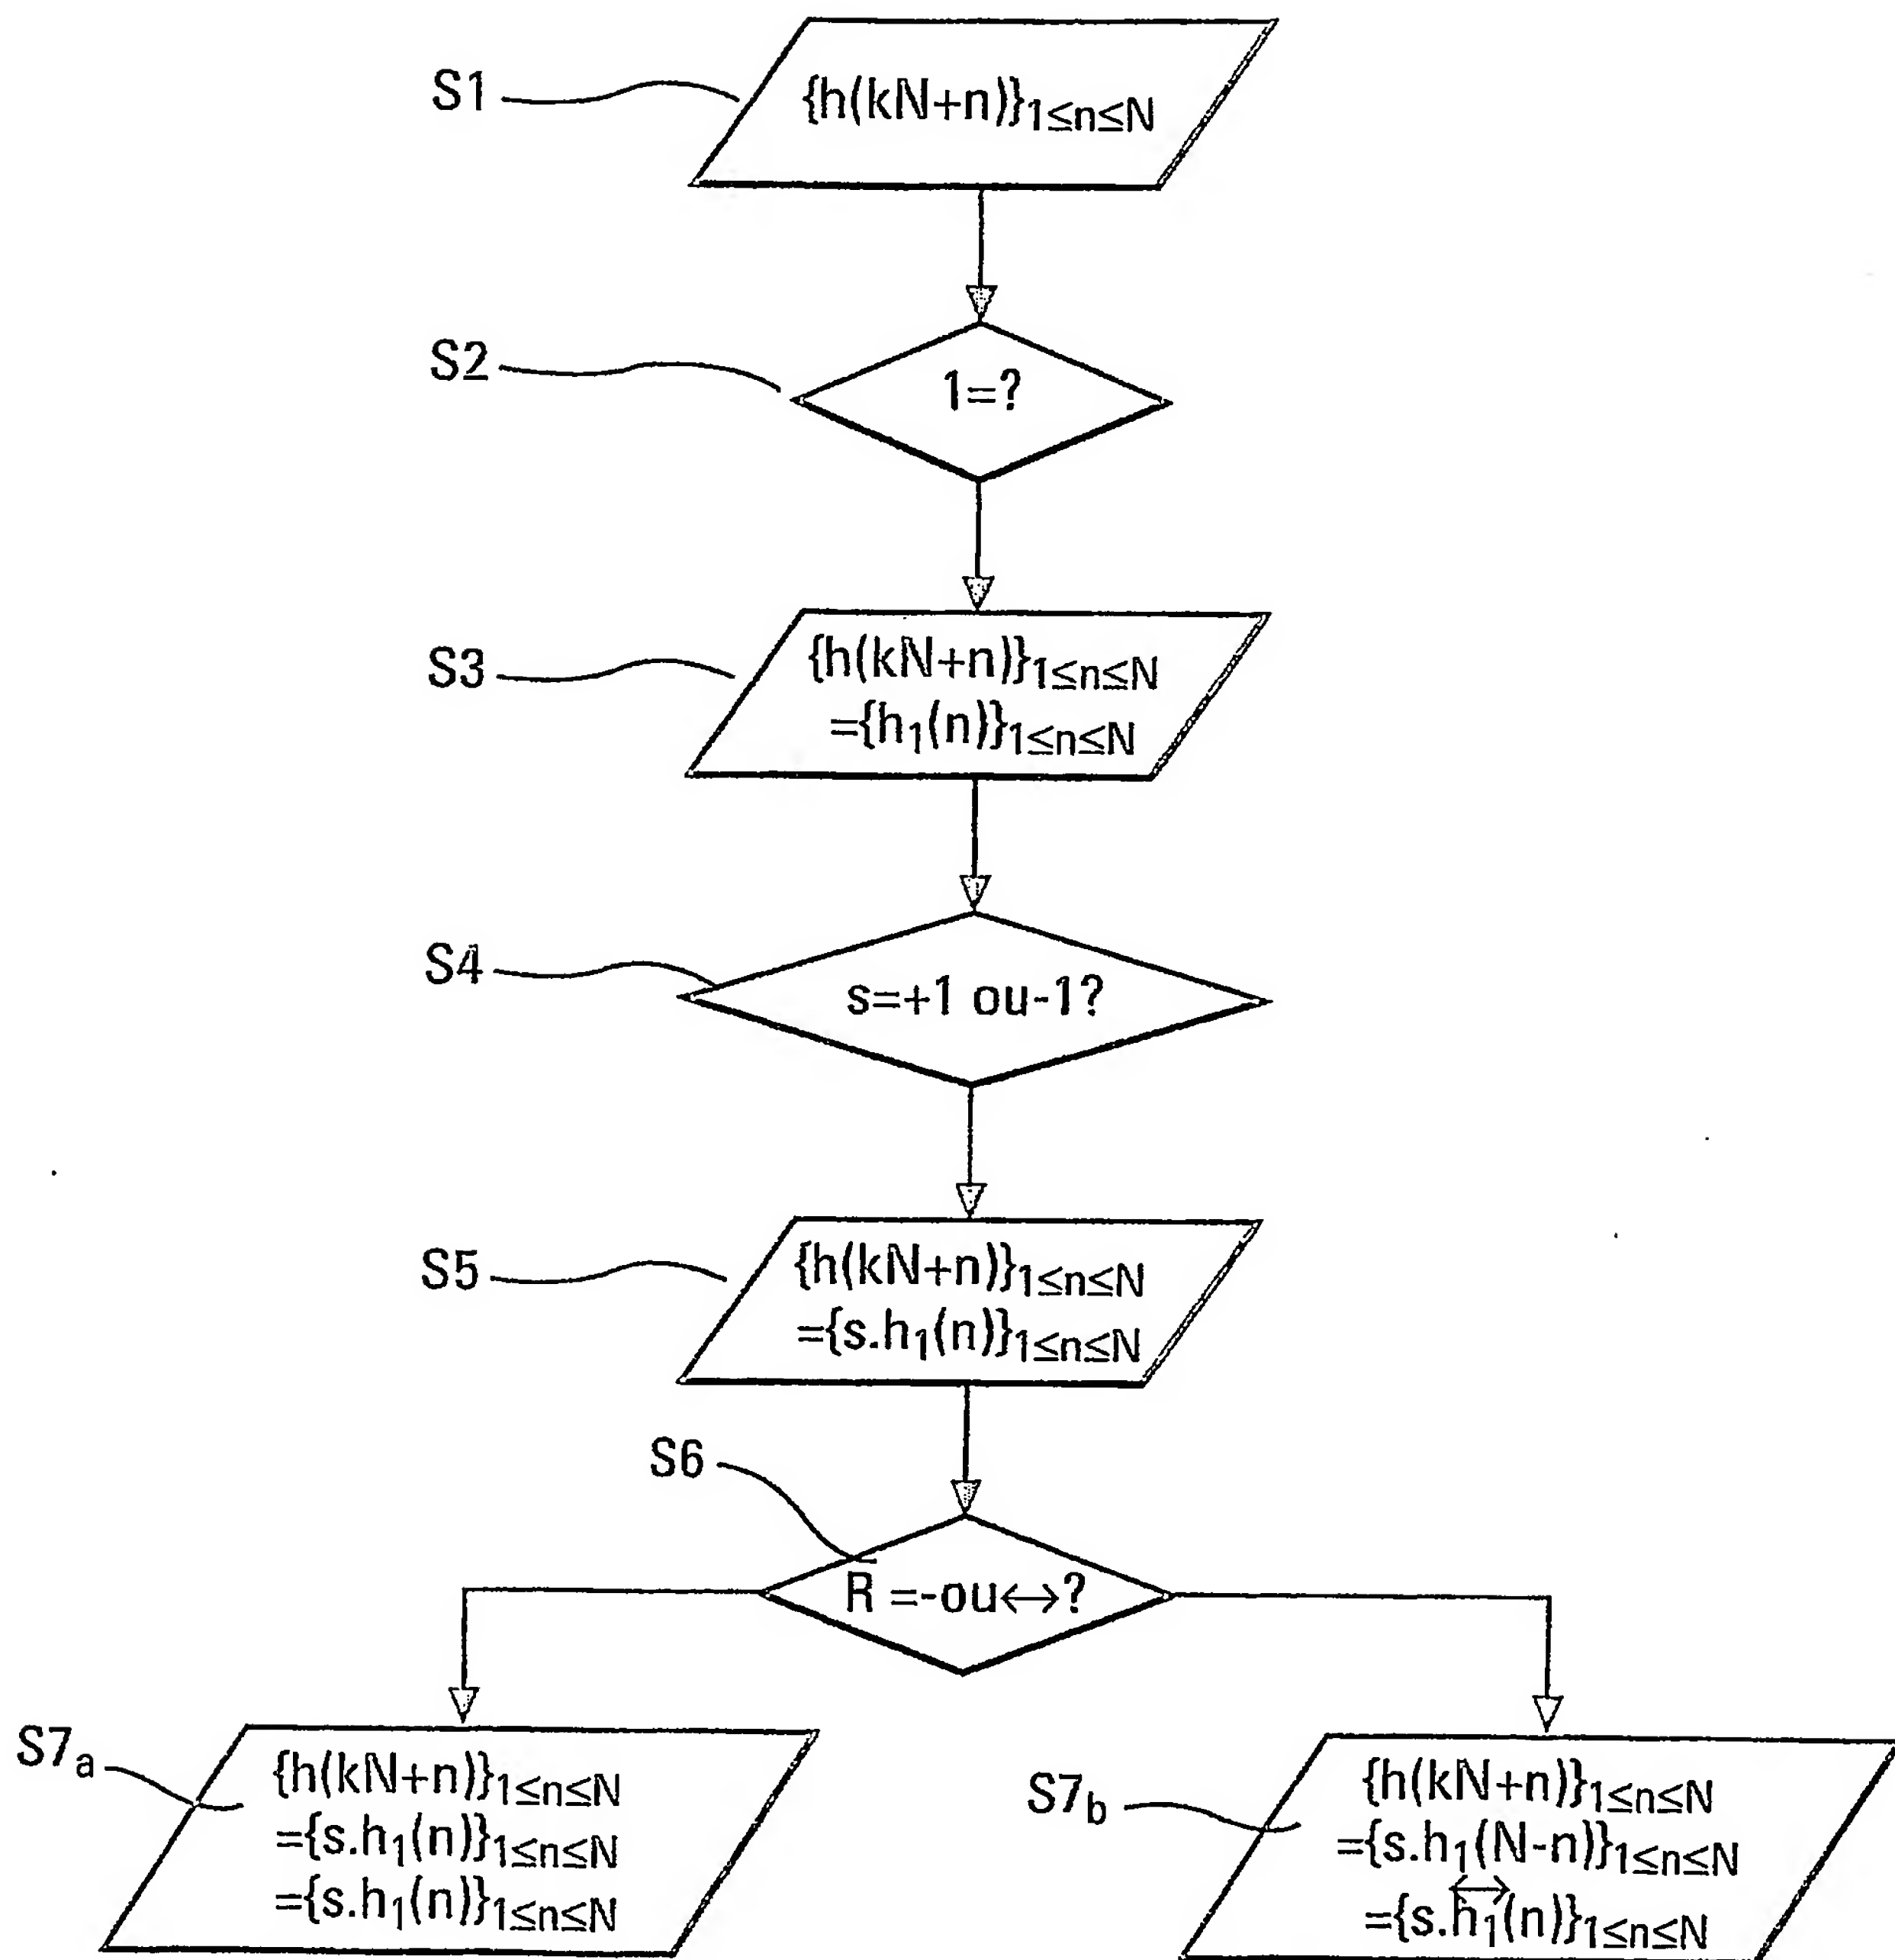 S1
{h(kN+n)}1≤n≤N
S2
1=?
S3
{h(kN+n)}1≤n≤N
={h1(n)}1≤n≤N
S4
s=+1 ou-1?
S5
{h(kN+n)}1≤n≤N
={s.h1(n)}1≤n≤N
S6
R =-ou↔?
S7a
{h(kN+n)}1≤n≤N
={s.h1(n)}1≤n≤N
={s.h1(n)}1≤n≤N
S7b
{h(kN+n)}1≤n≤N
={s.h1(N-n)}1≤n≤N
↔
={s.h1(n)}1≤n≤N